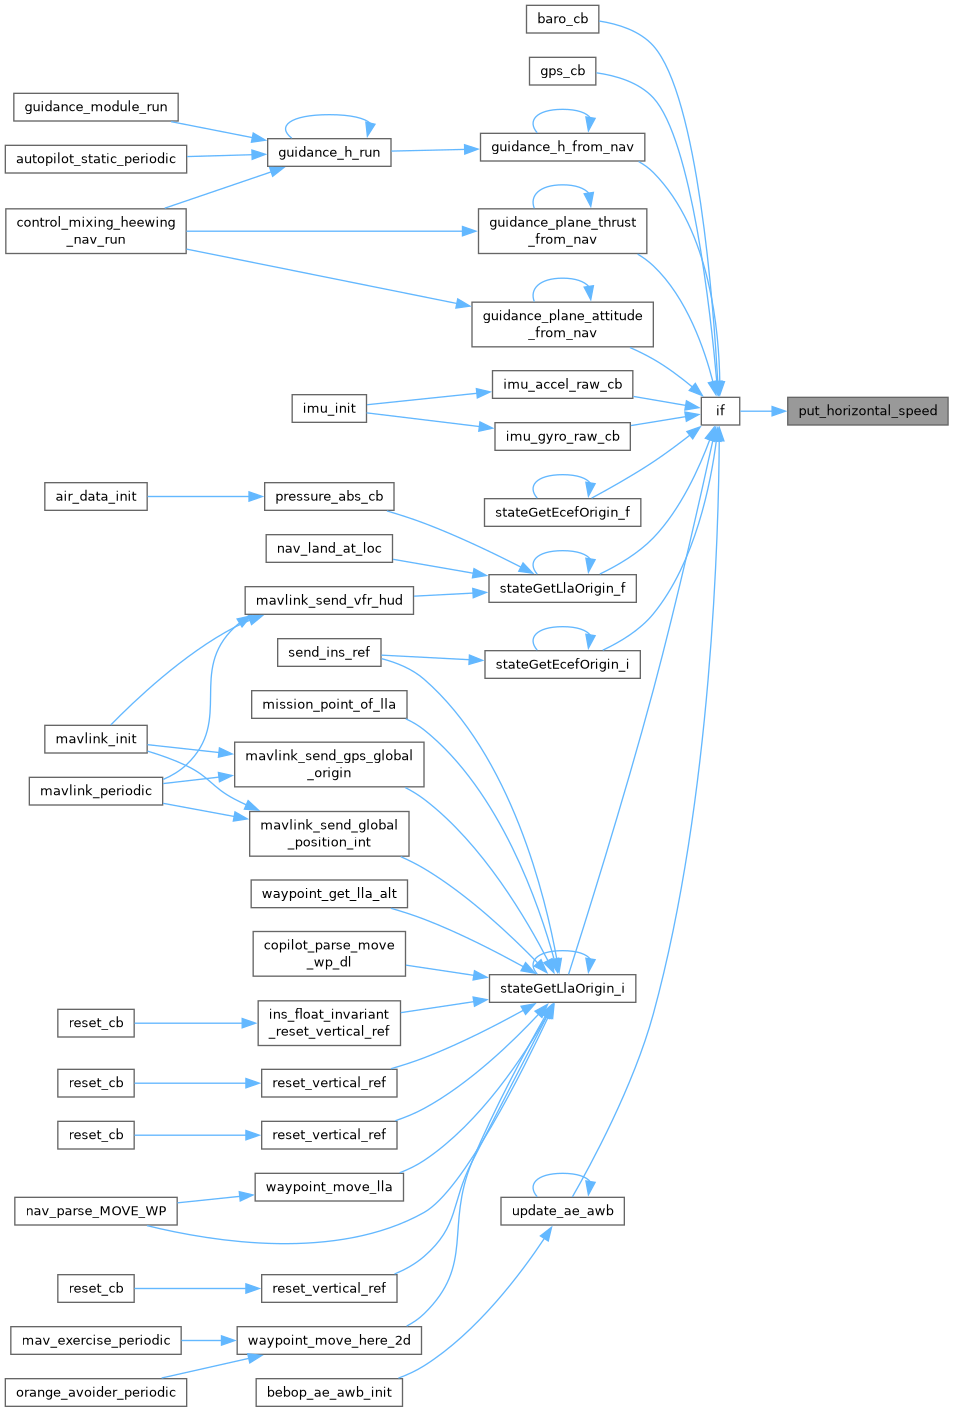 baro_cb
gps_cb
guidance_module_run
autopilot_static_periodic
guidance_h_run
guidance_h_from_nav
control_mixing_heewing
_nav_run
guidance_plane_thrust
_from_nav
guidance_plane_attitude
_from_nav
imu_accel_raw_cb
imu_init
imu_gyro_raw_cb
if
put_horizontal_speed
air_data_init
pressure_abs_cb
stateGetEcefOrigin_f
nav_land_at_loc
stateGetLlaOrigin_f
mavlink_send_vfr_hud
send_ins_ref
stateGetEcefOrigin_i
mission_point_of_lla
mavlink_init
mavlink_send_gps_global
_origin
mavlink_periodic
mavlink_send_global
_position_int
waypoint_get_lla_alt
copilot_parse_move
_wp_dl
stateGetLlaOrigin_i
reset_cb
ins_float_invariant
_reset_vertical_ref
reset_cb
reset_vertical_ref
reset_cb
reset_vertical_ref
waypoint_move_lla
nav_parse_MOVE_WP
update_ae_awb
reset_cb
reset_vertical_ref
mav_exercise_periodic
waypoint_move_here_2d
orange_avoider_periodic
bebop_ae_awb_init